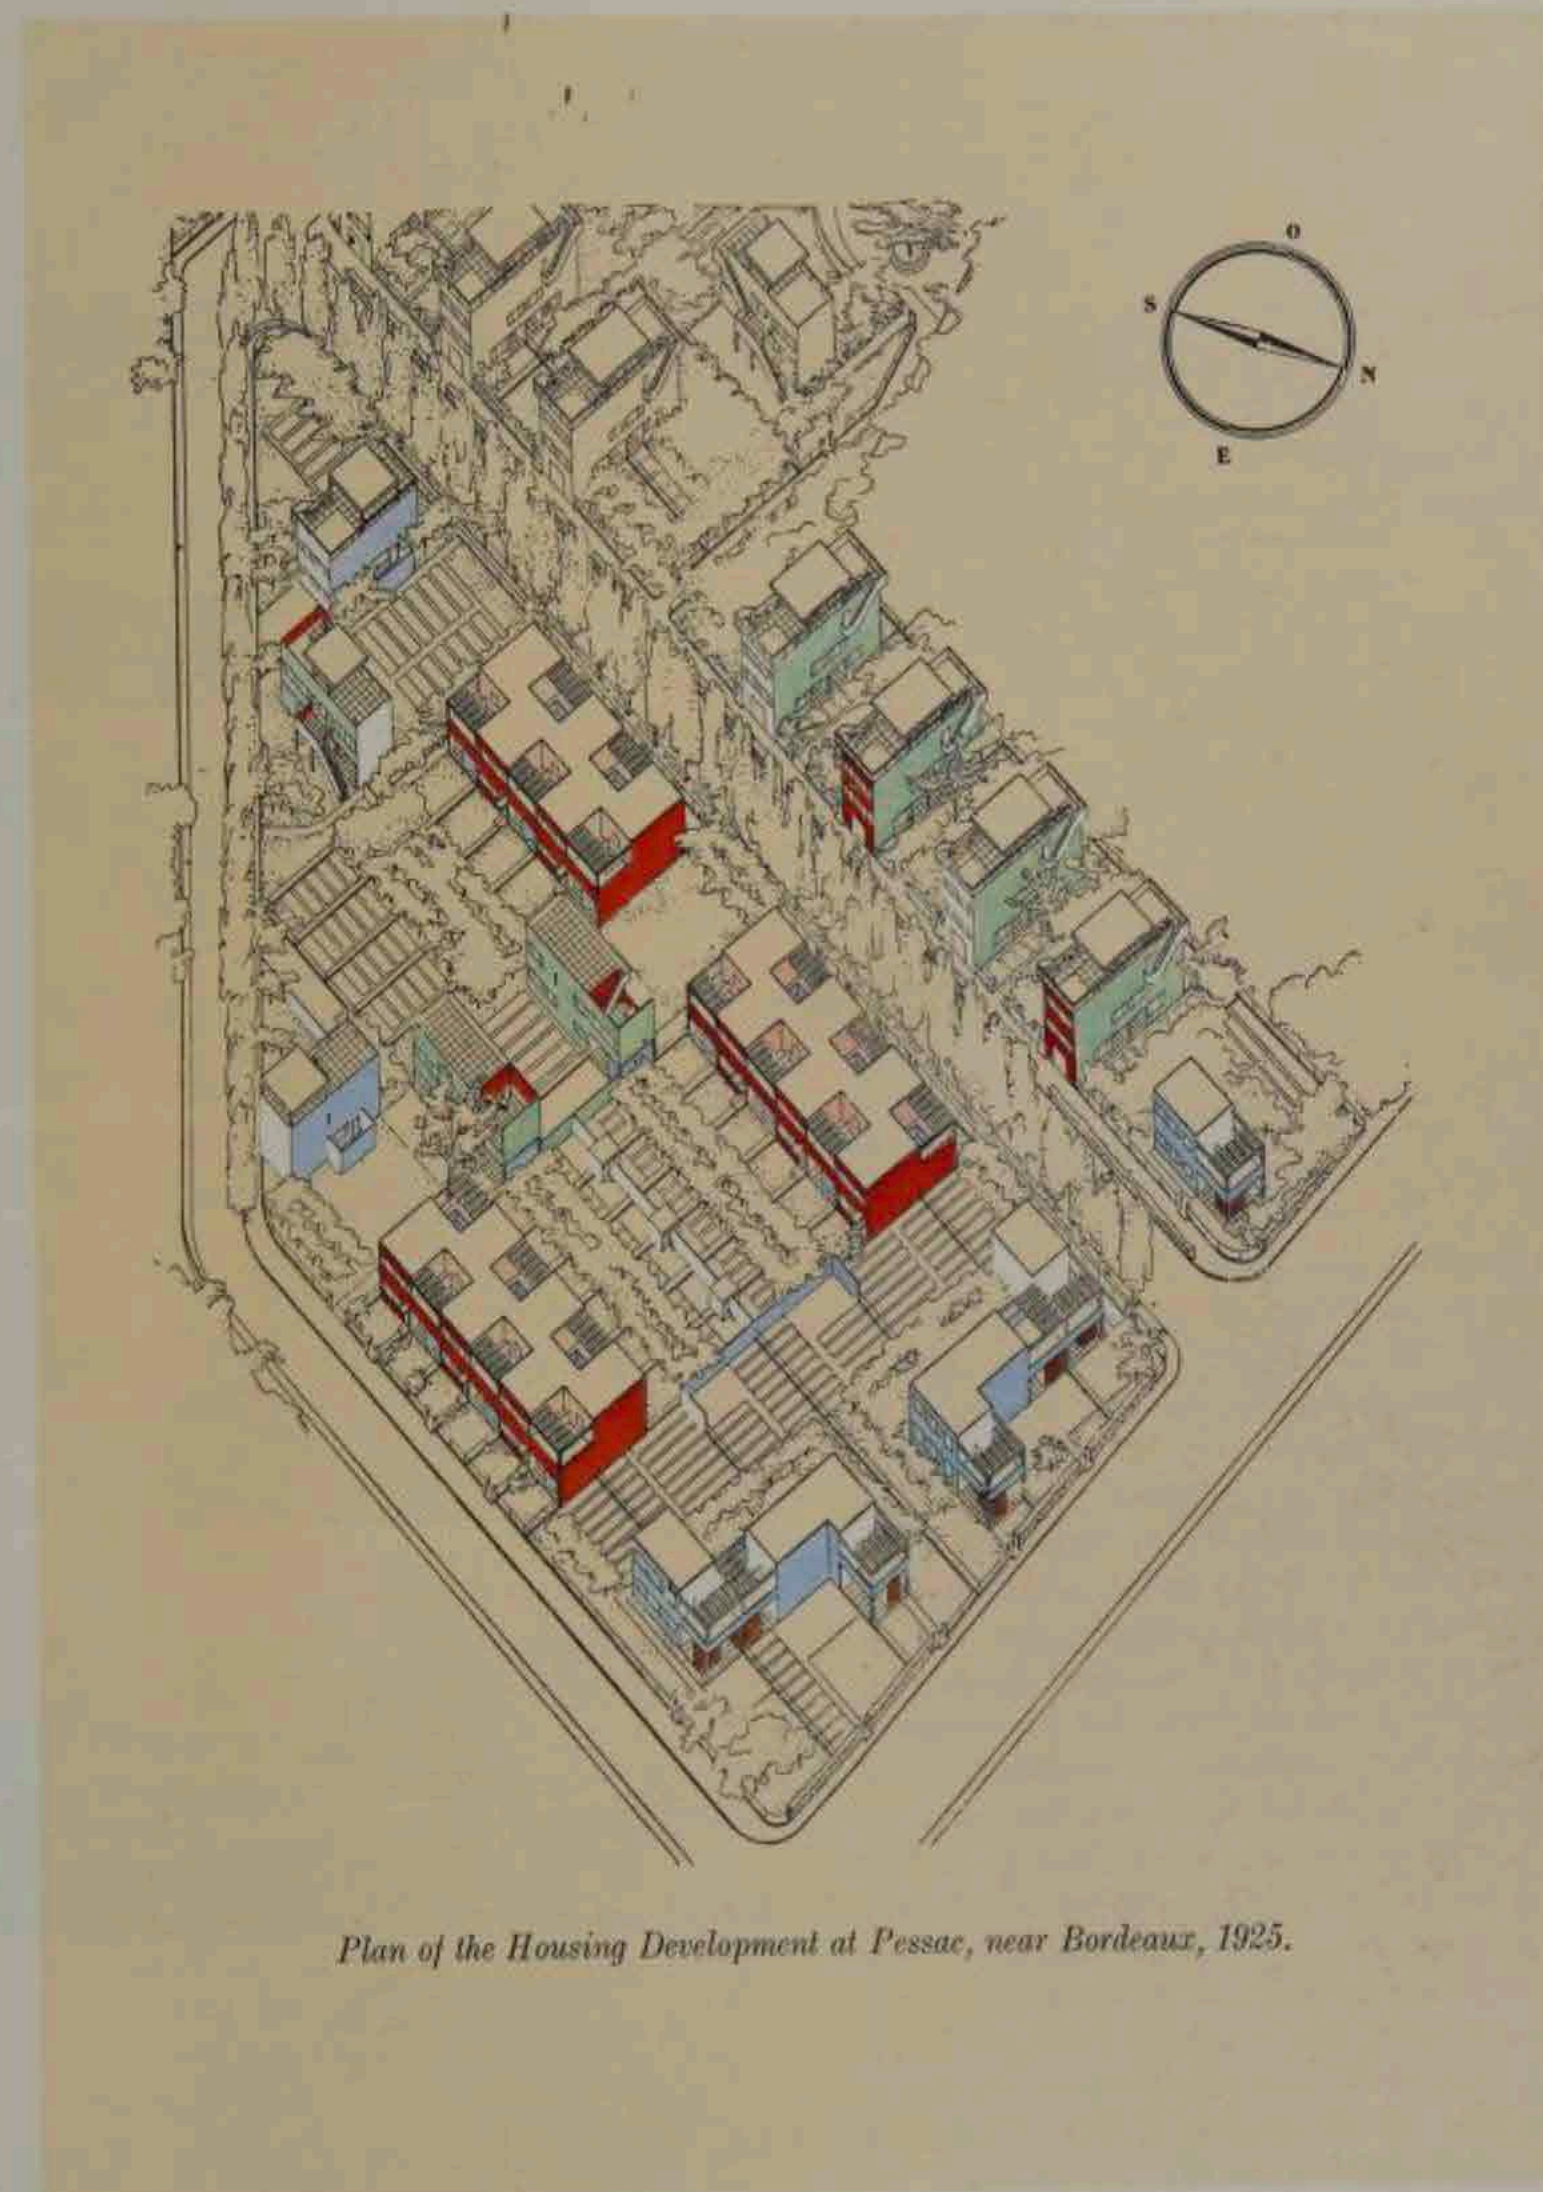 O
S
N
E
Plan of the Housing Development at Pessac, near Bordeaux, 1925.